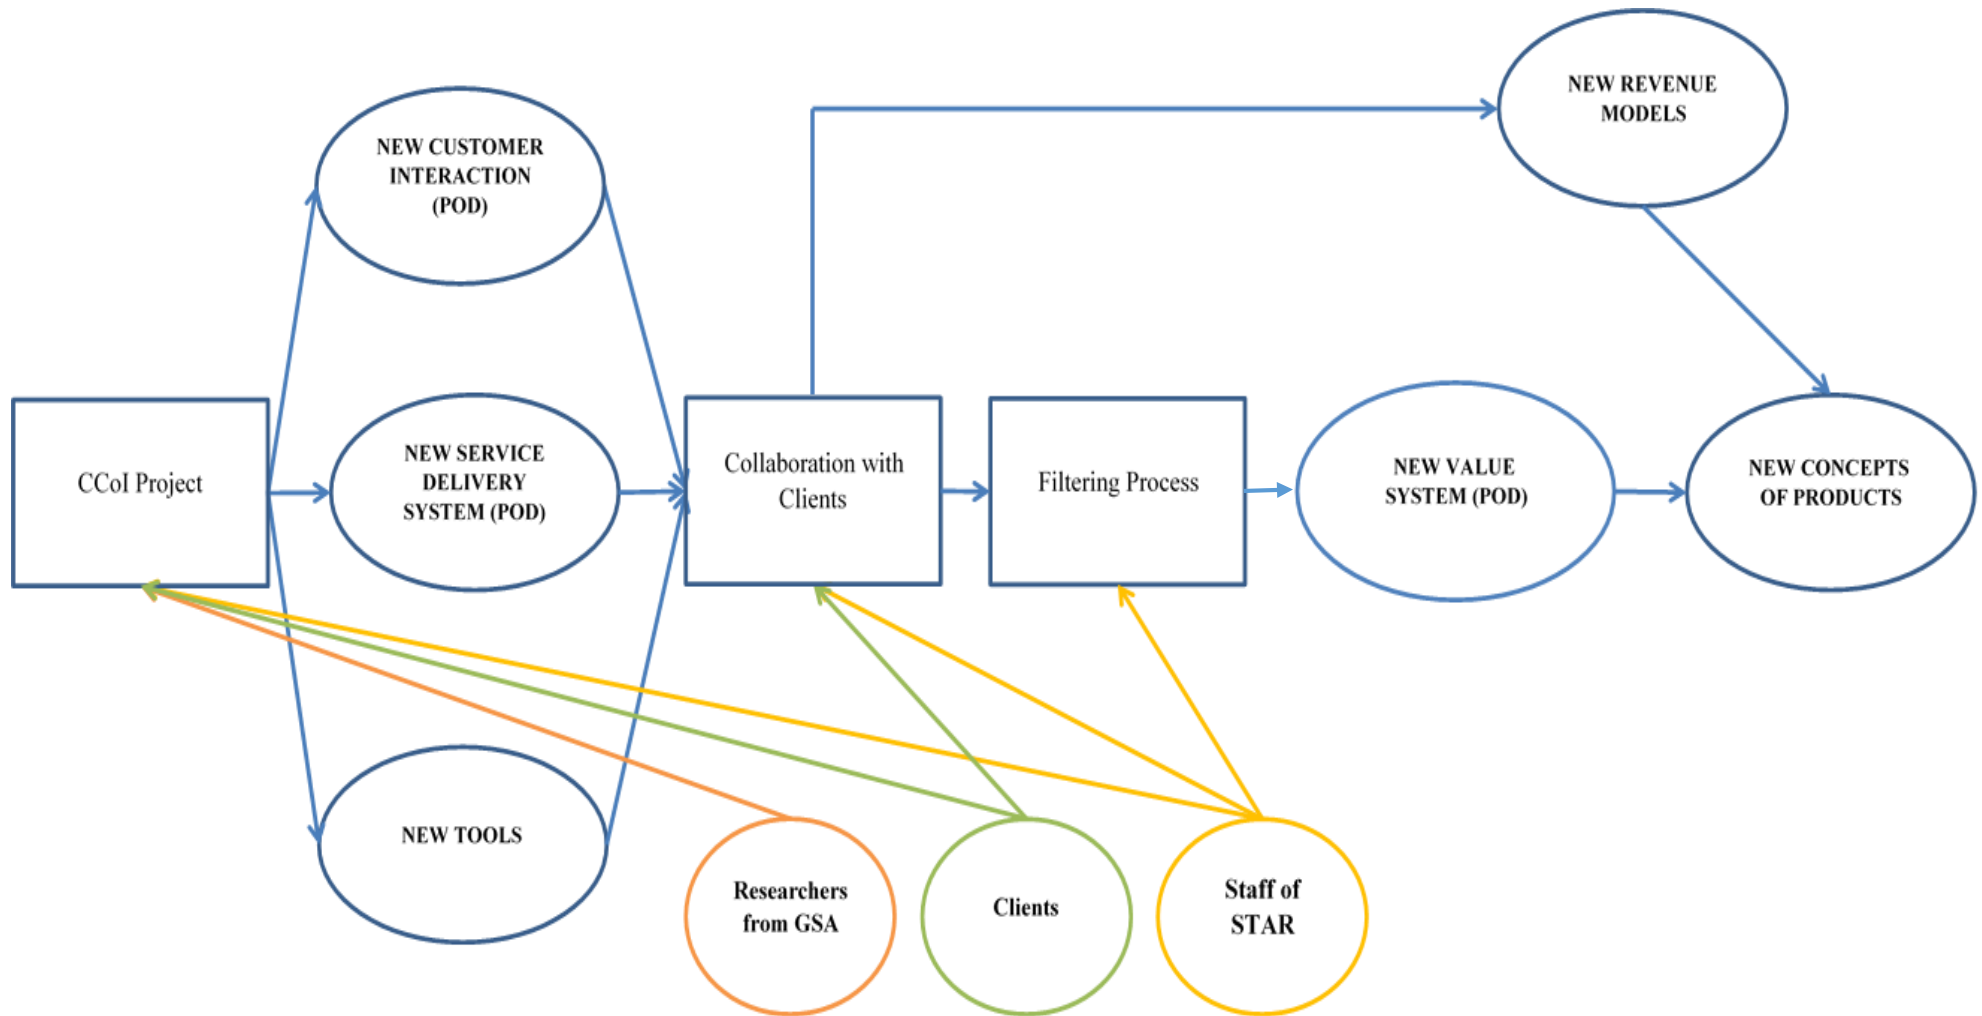 NEW REVENUE
MODELS
NEW CUSTOMER
INTERACTION
(POD)
CCoI Project
NEW SERVICE
DELIVERY
SYSTEM (POD)
Collaboration with
Clients
Filtering Process
NEW VALUE
SYSTEM (POD)
NEW CONCEPTS
OF PRODUCTS
NEW TOOLS
Researchers
from GSA
Clients
Staff of
STAR